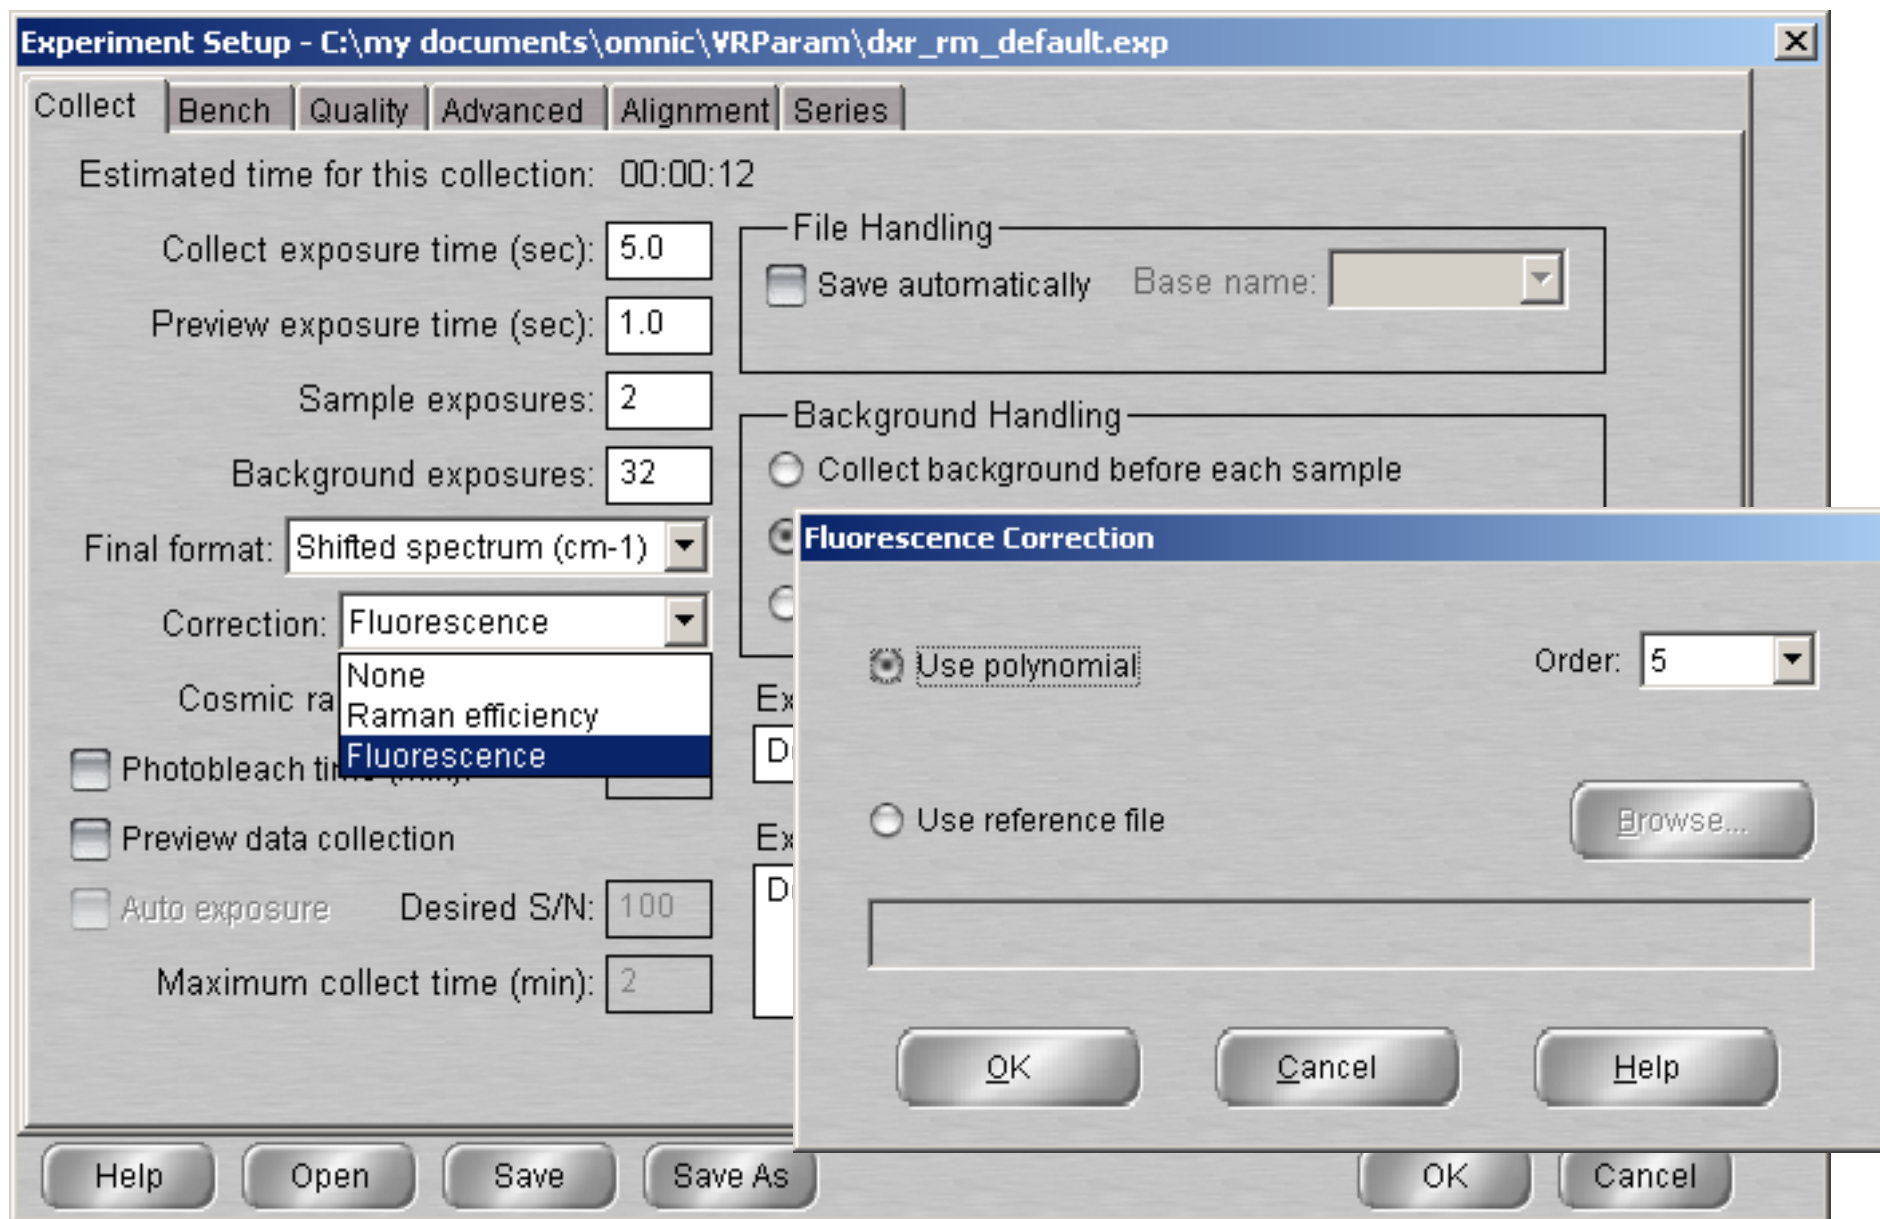 Experiment Setup - C:\my documents\omnic\VRParam\dxr_rm_default.exp
Collect Bench Quality Advanced Alignment Series
Estimated time for this collection: 00:00:12
Collect exposure time (sec): 5.0
Preview exposure time (sec): 1.0
Sample exposures: 2
Background exposures: 32
Final format: Shifted spectrum (cm-1)
Correction: Fluorescence
None
Raman efficiency
Fluorescence
Cosmic
Photobleach
Preview data collection
Auto exposure Desired S/N: 100
Maximum collect time (min): 2
File Handling
Save automatically Base name:
Background Handling
Collect background before each sample
Fluorescence Correction
Use polynomial Order: 5
Use reference file Browse...
OK Cancel Help
Help Open Save Save As OK Cancel